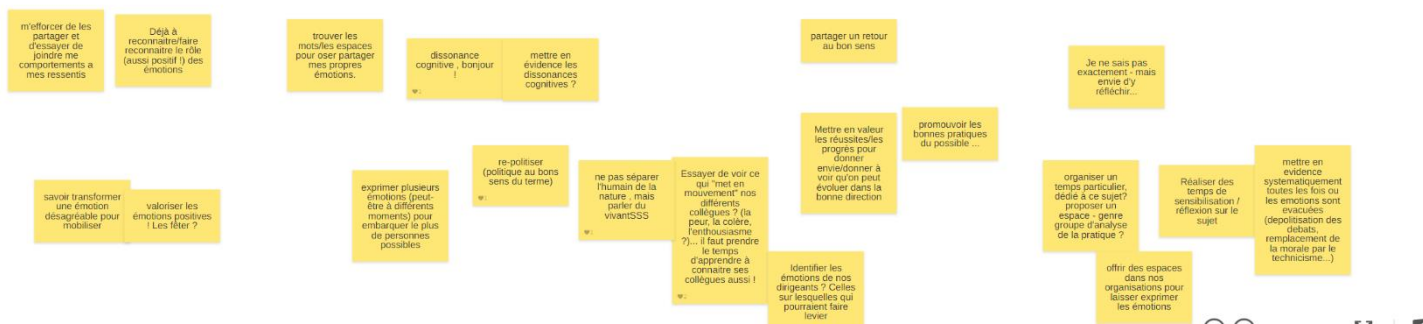 m'efforcer de les
partager et
d'essayer de
joindre me
comportements a
mes ressentis
Déjà à
reconnaitre/faire
reconnaitre le rôle
(aussi positif !) des
émotions
trouver les
mots/les espaces
pour oser partager
mes propres
émotions.
dissonance
cognitive , bonjour
!
mettre en
évidence les
dissonances
cognitives ?
partager un retour
au bon sens
Je ne sais pas
exactement - mais
envie d'y
réfléchir...
savoir transformer
une émotion
désagréable pour
mobiliser
valoriser les
émotions positives
! Les fêter ?
exprimer plusieurs
émotions (peut-
être à différents
moments) pour
embarquer le plus
de personnes
possibles
re-politiser
(politique au bons
sens du terme)
ne pas séparer
l'humain de la
nature , mais
parler du
vivantSSS
Essayer de voir ce
qui "met en
mouvement" nos
différents
collègues ? (la
peur, la colère,
l'enthousiasme
?)... il faut prendre
le temps
d'apprendre à
connaitre ses
collègues aussi !
Identifier les
émotions de nos
dirigeants ? Celles
sur lesquelles qui
pourraient faire
levier
Mettre en valeur
les réussites/les
progrès pour
donner
envie/donner à
voir qu'on peut
évoluer dans la
bonne direction
promouvoir les
bonnes pratiques
du possible ...
organiser un
temps particulier,
dédié à ce sujet?
proposer un
espace - genre
groupe d'analyse
de la pratique ?
Réaliser des
temps de
sensibilisation /
réflexion sur le
sujet
mettre en
evidence
systematiquement
toutes les fois ou
les emotions sont
evacuées
(depolitisation des
debats,
remplacement de
la morale par le
technicisme...)
offrir des espaces
dans nos
organisations pour
laisser exprimer
les émotions